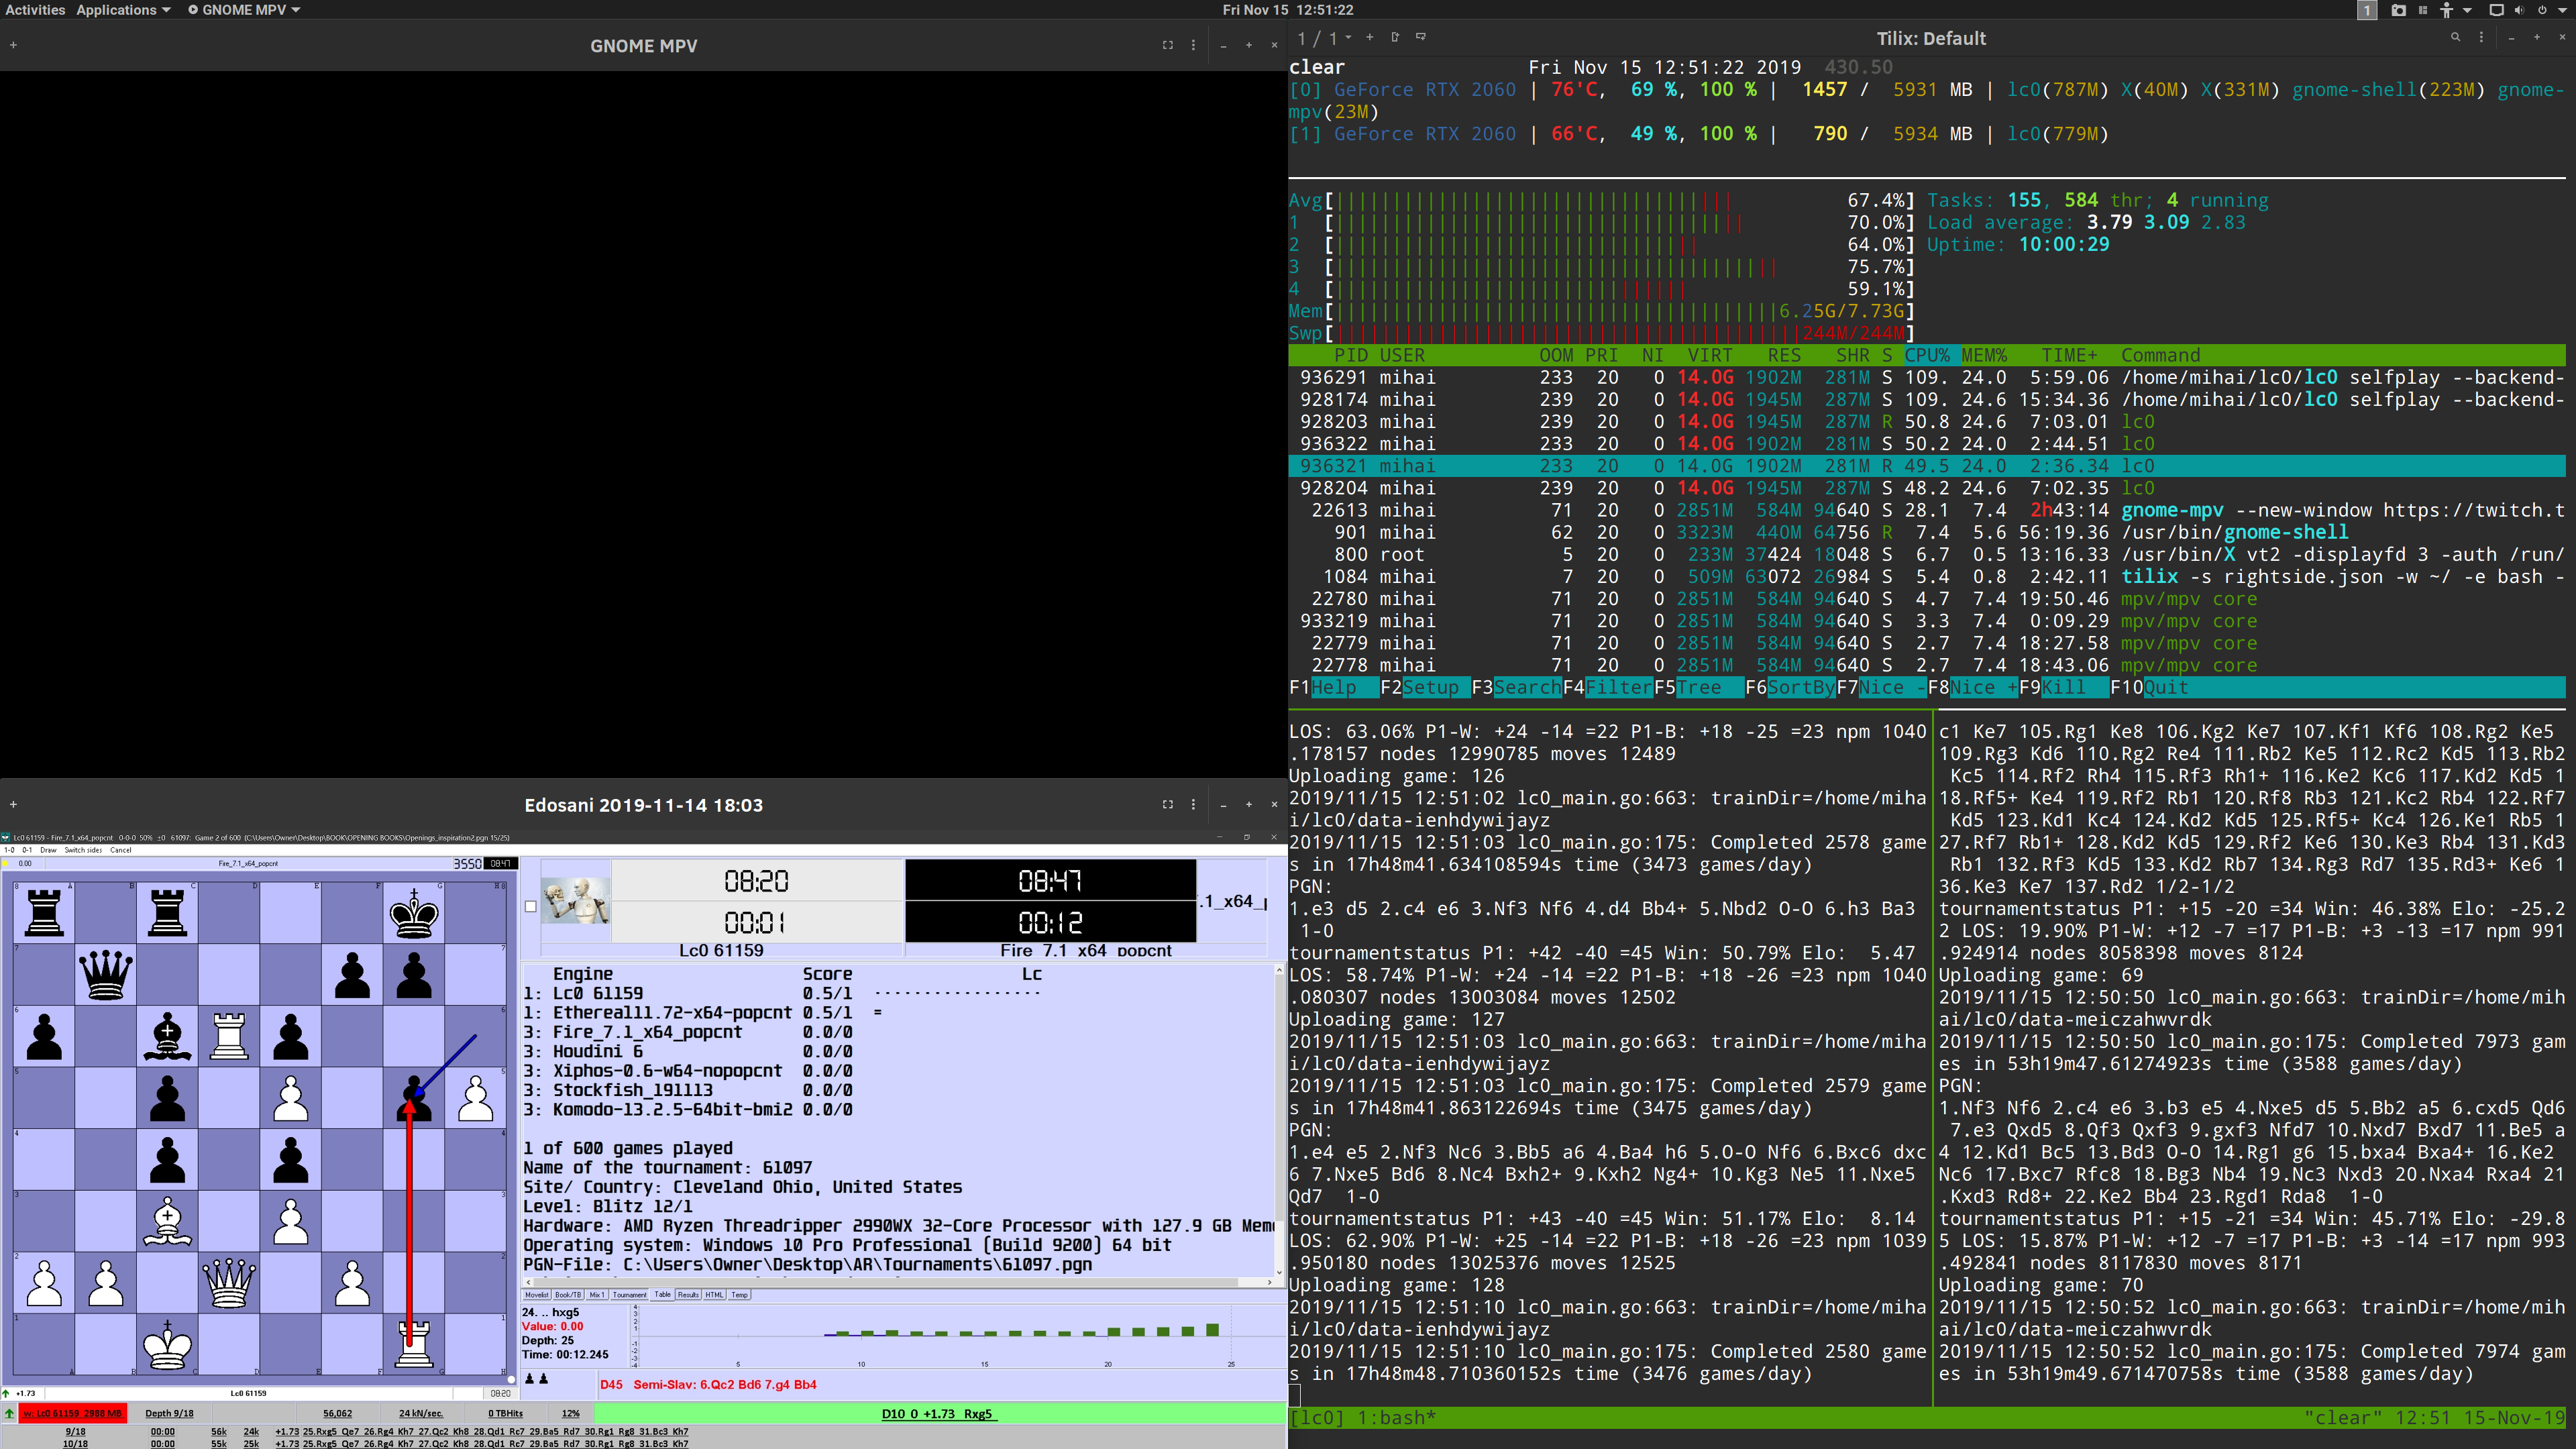 Activities Applications GNOME MPV Fri Nov 15 12:51:22 1
GNOME MPV
1 / 1 Tilix: Default
clear Fri Nov 15 12:51:22 2019 430.50
[0] GeForce RTX 2060 | 76'C, 69 %, 100 % | 1457 / 5931 MB | lc0(787M) X(40M) X(331M) gnome-shell(223M) gnome-
mpv(23M)
[1] GeForce RTX 2060 | 66'C, 49 %, 100 % | 790 / 5934 MB | lc0(779M)
Avg[ 67.4%] Tasks: 155, 584 thr; 4 running
1 [ 70.0%] Load average: 3.79 3.09 2.83
2 [ 64.0%] Uptime: 10:00:29
3 [ 75.7%]
4 [ 59.1%]
Mem[ 6.25G/7.73G]
Swp[ 244M/244M]
PID USER OOM PRI NI VIRT RES SHR S CPU% MEM% TIME+ Command
936291 mihai 233 20 0 14.0G 1902M 281M S 109. 24.0 5:59.06 /home/mihai/lc0/lc0 selfplay --backend-
928174 mihai 239 20 0 14.0G 1945M 287M S 109. 24.6 15:34.36 /home/mihai/lc0/lc0 selfplay --backend-
928203 mihai 239 20 0 14.0G 1945M 287M R 50.8 24.6 7:03.01 lc0
936322 mihai 233 20 0 14.0G 1902M 281M S 50.2 24.0 2:44.51 lc0
936321 mihai 233 20 0 14.0G 1902M 281M R 49.5 24.0 2:36.34 lc0
928204 mihai 239 20 0 14.0G 1945M 287M S 48.2 24.6 7:02.35 lc0
22613 mihai 71 20 0 2851M 584M 94640 S 28.1 7.4 2h43:14 gnome-mpv --new-window https://twitch.t
901 mihai 62 20 0 3323M 440M 64756 R 7.4 5.6 56:19.36 /usr/bin/gnome-shell
800 root 5 20 0 233M 37424 18048 S 6.7 0.5 13:16.33 /usr/bin/X vt2 -displayfd 3 -auth /run/
1084 mihai 7 20 0 509M 63072 26984 S 5.4 0.8 2:42.11 tilix -s rightside.json -w ~/ -e bash -
22780 mihai 71 20 0 2851M 584M 94640 S 4.7 7.4 19:50.46 mpv/mpv core
933219 mihai 71 20 0 2851M 584M 94640 S 3.3 7.4 0:09.29 mpv/mpv core
22779 mihai 71 20 0 2851M 584M 94640 S 2.7 7.4 18:27.58 mpv/mpv core
22778 mihai 71 20 0 2851M 584M 94640 S 2.7 7.4 18:43.06 mpv/mpv core
F1Help F2Setup F3SearchF4FilterF5Tree F6SortByF7Nice -F8Nice +F9Kill F10Quit
LOS: 63.06% P1-W: +24 -14 =22 P1-B: +18 -25 =23 npm 1040
.178157 nodes 12990785 moves 12489
Uploading game: 126
2019/11/15 12:51:02 lc0_main.go:663: trainDir=/home/miha
i/lc0/data-ienhdywijayz
2019/11/15 12:51:03 lc0_main.go:175: Completed 2578 game
s in 17h48m41.634108594s time (3473 games/day)
PGN:
1.e3 d5 2.c4 e6 3.Nf3 Nf6 4.d4 Bb4+ 5.Nbd2 O-O 6.h3 Ba3
1-0
tournamentstatus P1: +42 -40 =45 Win: 50.79% Elo: 5.47
LOS: 58.74% P1-W: +24 -14 =22 P1-B: +18 -26 =23 npm 1040
.080307 nodes 13003084 moves 12502
Uploading game: 127
2019/11/15 12:51:03 lc0_main.go:663: trainDir=/home/miha
i/lc0/data-ienhdywijayz
2019/11/15 12:51:03 lc0_main.go:175: Completed 2579 game
s in 17h48m41.863122694s time (3475 games/day)
PGN:
1.e4 e5 2.Nf3 Nc6 3.Bb5 a6 4.Ba4 h6 5.O-O Nf6 6.Bxc6 dxc
6 7.Nxe5 Bd6 8.Nc4 Bxh2+ 9.Kxh2 Ng4+ 10.Kg3 Ne5 11.Nxe5
Qd7 1-0
tournamentstatus P1: +43 -40 =45 Win: 51.17% Elo: 8.14
LOS: 62.90% P1-W: +25 -14 =22 P1-B: +18 -26 =23 npm 1039
.950180 nodes 13025376 moves 12525
Uploading game: 128
2019/11/15 12:51:10 lc0_main.go:663: trainDir=/home/miha
i/lc0/data-ienhdywijayz
2019/11/15 12:51:10 lc0_main.go:175: Completed 2580 game
s in 17h48m48.710360152s time (3476 games/day)
c1 Ke7 105.Rg1 Ke8 106.Kg2 Ke7 107.Kf1 Kf6 108.Rg2 Ke5
109.Rg3 Kd6 110.Rg2 Re4 111.Rb2 Ke5 112.Rc2 Kd5 113.Rb2
Kc5 114.Rf2 Rh4 115.Rf3 Rh1+ 116.Ke2 Kc6 117.Kd2 Kd5 1
18.Rf5+ Ke4 119.Rf2 Rb1 120.Rf8 Rb3 121.Kc2 Rb4 122.Rf7
Kd5 123.Kd1 Kc4 124.Kd2 Kd5 125.Rf5+ Kc4 126.Ke1 Rb5 1
27.Rf7 Rb1+ 128.Kd2 Kd5 129.Rf2 Ke6 130.Ke3 Rb4 131.Kd3
Rb1 132.Rf3 Kd5 133.Kd2 Rb7 134.Rg3 Rd7 135.Rd3+ Ke6 1
36.Ke3 Ke7 137.Rd2 1/2-1/2
tournamentstatus P1: +15 -20 =34 Win: 46.38% Elo: -25.2
2 LOS: 19.90% P1-W: +12 -7 =17 P1-B: +3 -13 =17 npm 991
.924914 nodes 8058398 moves 8124
Uploading game: 69
2019/11/15 12:50:50 lc0_main.go:663: trainDir=/home/mih
ai/lc0/data-meiczahwvrdk
2019/11/15 12:50:50 lc0_main.go:175: Completed 7973 gam
es in 53h19m47.61274923s time (3588 games/day)
PGN:
1.Nf3 Nf6 2.c4 e6 3.b3 e5 4.Nxe5 d5 5.Bb2 a5 6.cxd5 Qd6
7.e3 Qxd5 8.Qf3 Qxf3 9.gxf3 Nfd7 10.Nxd7 Bxd7 11.Be5 a
4 12.Kd1 Bc5 13.Bd3 O-O 14.Rg1 g6 15.bxa4 Bxa4+ 16.Ke2
Nc6 17.Bxc7 Rfc8 18.Bg3 Nb4 19.Nc3 Nxd3 20.Nxa4 Rxa4 21
.Kxd3 Rd8+ 22.Ke2 Bb4 23.Rgd1 Rda8 1-0
tournamentstatus P1: +15 -21 =34 Win: 45.71% Elo: -29.8
5 LOS: 15.87% P1-W: +12 -7 =17 P1-B: +3 -14 =17 npm 993
.492841 nodes 8117830 moves 8171
Uploading game: 70
2019/11/15 12:50:52 lc0_main.go:663: trainDir=/home/mih
ai/lc0/data-meiczahwvrdk
2019/11/15 12:50:52 lc0_main.go:175: Completed 7974 gam
es in 53h19m49.671470758s time (3588 games/day)
[lc0] 1:bash* "clear" 12:51 15-Nov-19
Edosani 2019-11-14 18:03
Lc0 61159 - Fire_7.1_x64_popcnt 0-0-0 50% ±0 61097: Game 2 of 600 (C:\Users\Owner\Desktop\BOOK\OPENING BOOKS\Openings_inspiration2.pgn 15/25)
1-0 0-1 Draw Switch sides Cancel
0.00 Fire_7.1_x64_popcnt 3550 08:47
08:20 08:47 .1_x64_p
00:01 00:12
Lc0 61159 Fire_7.1_x64_popcnt
Engine Score Lc
1: Lc0 61159 0.5/1 ··················
1: Ethereal11.72-x64-popcnt 0.5/1 =
3: Fire_7.1_x64_popcnt 0.0/0
3: Houdini 6 0.0/0
3: Xiphos-0.6-w64-nopopcnt 0.0/0
3: Stockfish_191113 0.0/0
3: Komodo-13.2.5-64bit-bmi2 0.0/0
1 of 600 games played
Name of the tournament: 61097
Site/ Country: Cleveland Ohio, United States
Level: Blitz 12/1
Hardware: AMD Ryzen Threadripper 2990WX 32-Core Processor with 127.9 GB Mem
Operating system: Windows 10 Pro Professional (Build 9200) 64 bit
PGN-File: C:\Users\Owner\Desktop\AR\Tournaments\61097.pgn
Movelist Book/TB Mix 1 Tournament Table Results HTML Temp
24. .. hxg5
Value: 0.00
Depth: 25
Time: 00:12.245
5 10 15 20 25
D45 Semi-Slav: 6.Qc2 Bd6 7.g4 Bb4
+1.73 Lc0 61159 08:20
w: Lc0 61159, 2988 MB Depth 9/18 56,062 24 kN/sec. 0 TBHits 12% D10 0 +1.73 Rxg5
9/18 00:00 56k 24k +1.73 25.Rxg5 Qe7 26.Rg4 Kh7 27.Qc2 Kh8 28.Qd1 Rc7 29.Ba5 Rd7 30.Rg1 Rg8 31.Bc3 Kh7
10/18 00:00 55k 25k +1.73 25.Rxg5 Qe7 26.Rg4 Kh7 27.Qc2 Kh8 28.Qd1 Rc7 29.Ba5 Rd7 30.Rg1 Rg8 31.Bc3 Kh7